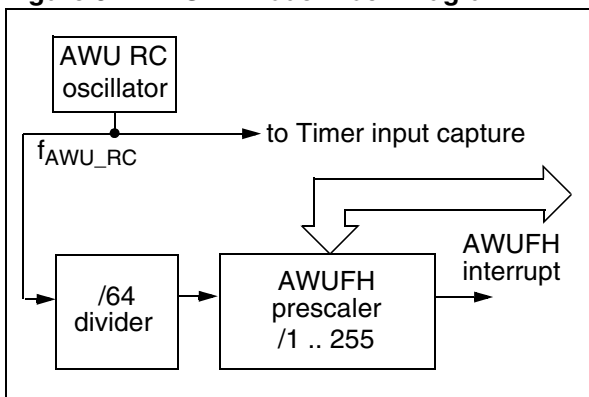 AWU RC
oscillator
to Timer input capture
fAWU_RC
AWUFH
interrupt
/64
divider
AWUFH
prescaler
/1 .. 255